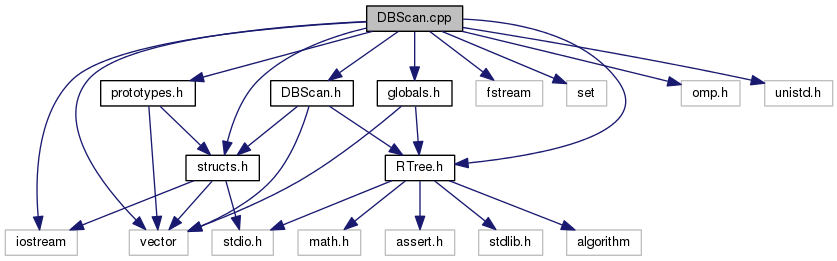 DBScan.cpp
prototypes.h
DBScan.h
globals.h
fstream
set
omp.h
unistd.h
structs.h
RTree.h
iostream
vector
stdio.h
math.h
assert.h
stdlib.h
algorithm